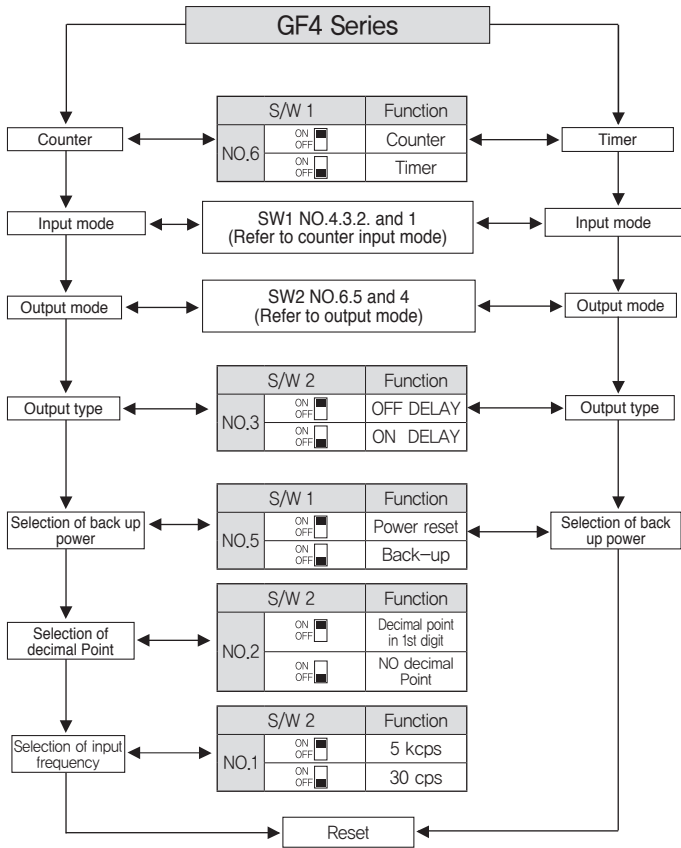 GF4 Series
S/W 1 Function
Counter
NO.6
ON
OFF
Counter
Timer
ON
OFF
Timer
Input mode
SW1 NO.4.3.2. and 1
(Refer to counter input mode)
Input mode
Output mode
SW2 NO.6.5 and 4
(Refer to output mode)
Output mode
S/W 2 Function
Output type
NO.3
ON
OFF
OFF DELAY
Output type
ON
OFF
ON DELAY
S/W 1 Function
Selection of back up
power
NO.5
ON
OFF
Power reset
Selection of back
up power
ON
OFF
Back-up
S/W 2 Function
Selection of
decimal Point
NO.2
ON
OFF
Decimal point
in 1st digit
ON
OFF
NO decimal
Point
S/W 2 Function
Selection of input
frequency
NO.1
ON
OFF
5 kcps
ON
OFF
30 cps
Reset